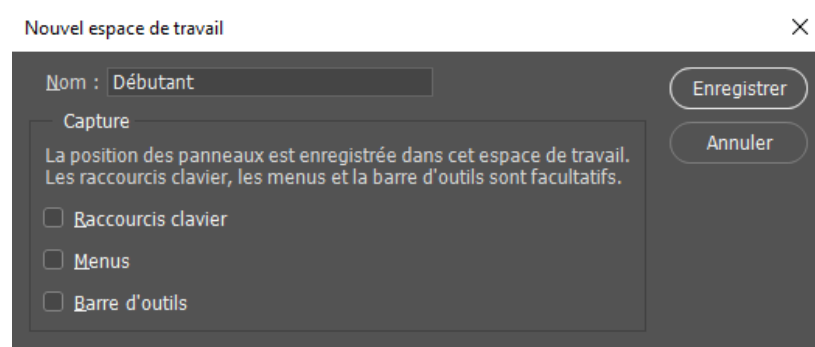 Nouvel espace de travail
Nom : Débutant
Enregistrer
Capture
Annuler
La position des panneaux est enregistrée dans cet espace de travail.
Les raccourcis clavier, les menus et la barre d'outils sont facultatifs.
Raccourcis clavier
Menus
Barre d'outils